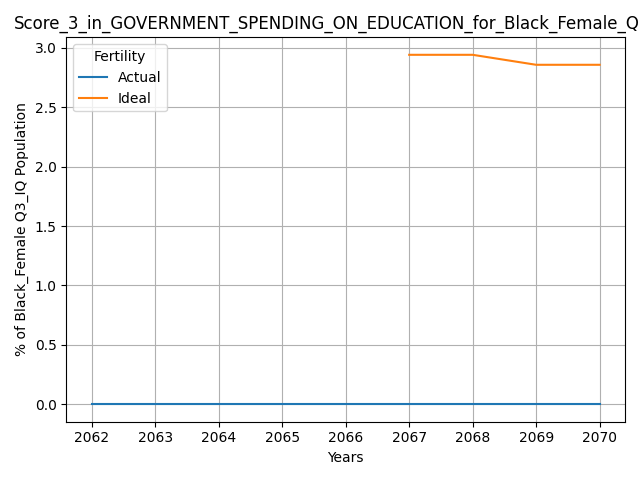 Score_3_in_GOVERNMENT_SPENDING_ON_EDUCATION_for_Black_Female_Q
3.0
2.5
2.0
1.5
1.0
0.5
0.0
% of Black_Female Q3_IQ Population
Fertility
Actual
Ideal
2062 2063 2064 2065 2066 2067 2068 2069 2070
Years